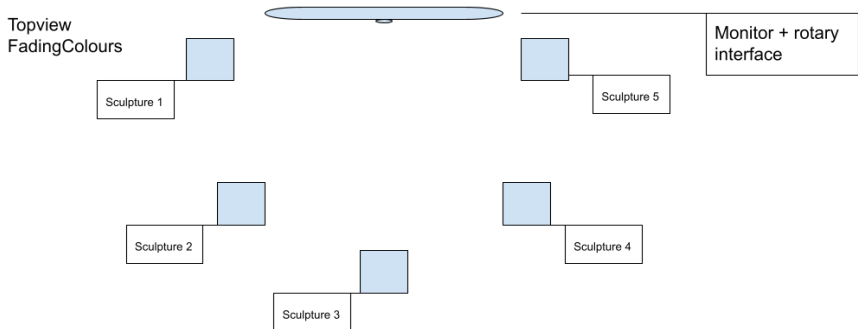 Topview
FadingColours
Monitor + rotary
interface
Sculpture 1
Sculpture 5
Sculpture 2
Sculpture 4
Sculpture 3